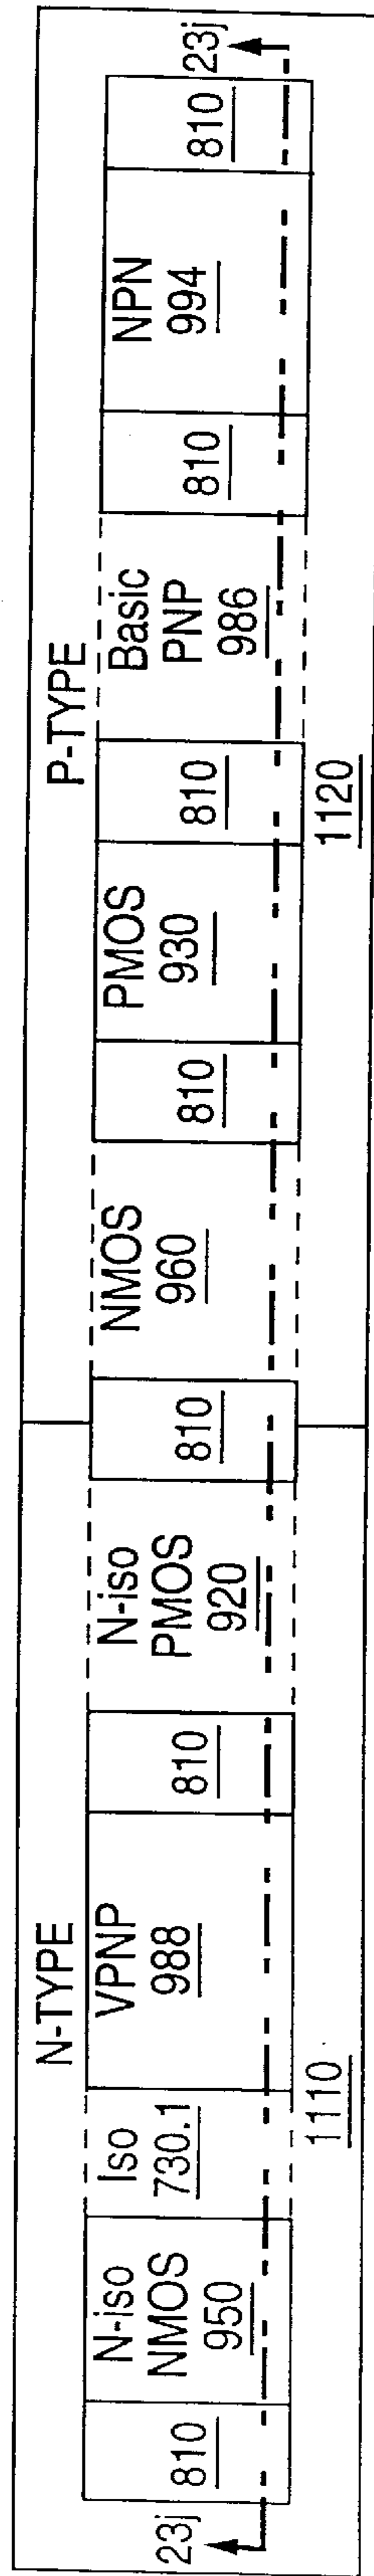 N-TYPE
P-TYPE
23j
810
N-iso
NMOS
950
Iso
730.1
VPNP
988
810
N-iso
PMOS
920
810
NMOS
960
810
PMOS
930
810
Basic
PNP
986
810
NPN
994
810
23j
1110
1120